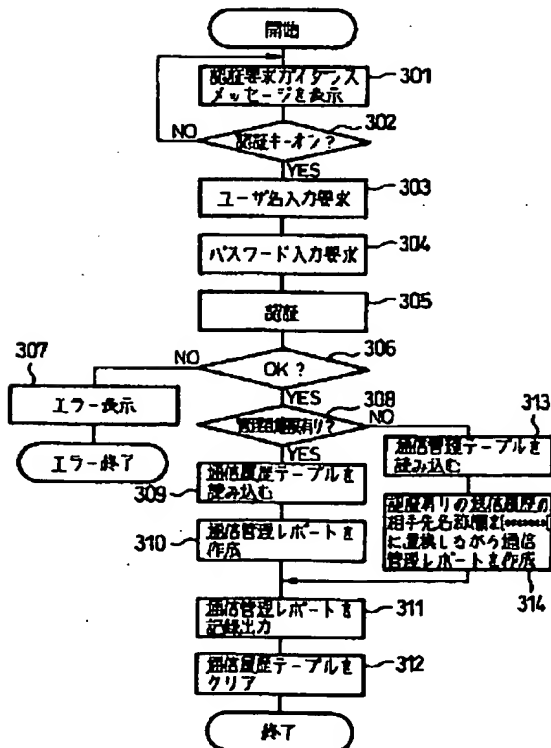 開始
認証要求ガイダンス
メッセージを表示
301
302
NO
認証キーオン?
YES
303
ユーザ名入力要求
304
パスワード入力要求
305
認証
306
307
NO
OK?
YES
エラー表示
エラー終了
308
有り?
NO
YES
313
通信管理テーブルを
読み込む
309
通信履歴テーブルを
読み込む
310
通信管理レポートを
作成
認証有りの送信履歴の
相手先名称欄を
に置換しながら通信
管理レポートを作成
314
311
通信管理レポートを
記録出力
312
通信履歴テーブルを
クリア
終了